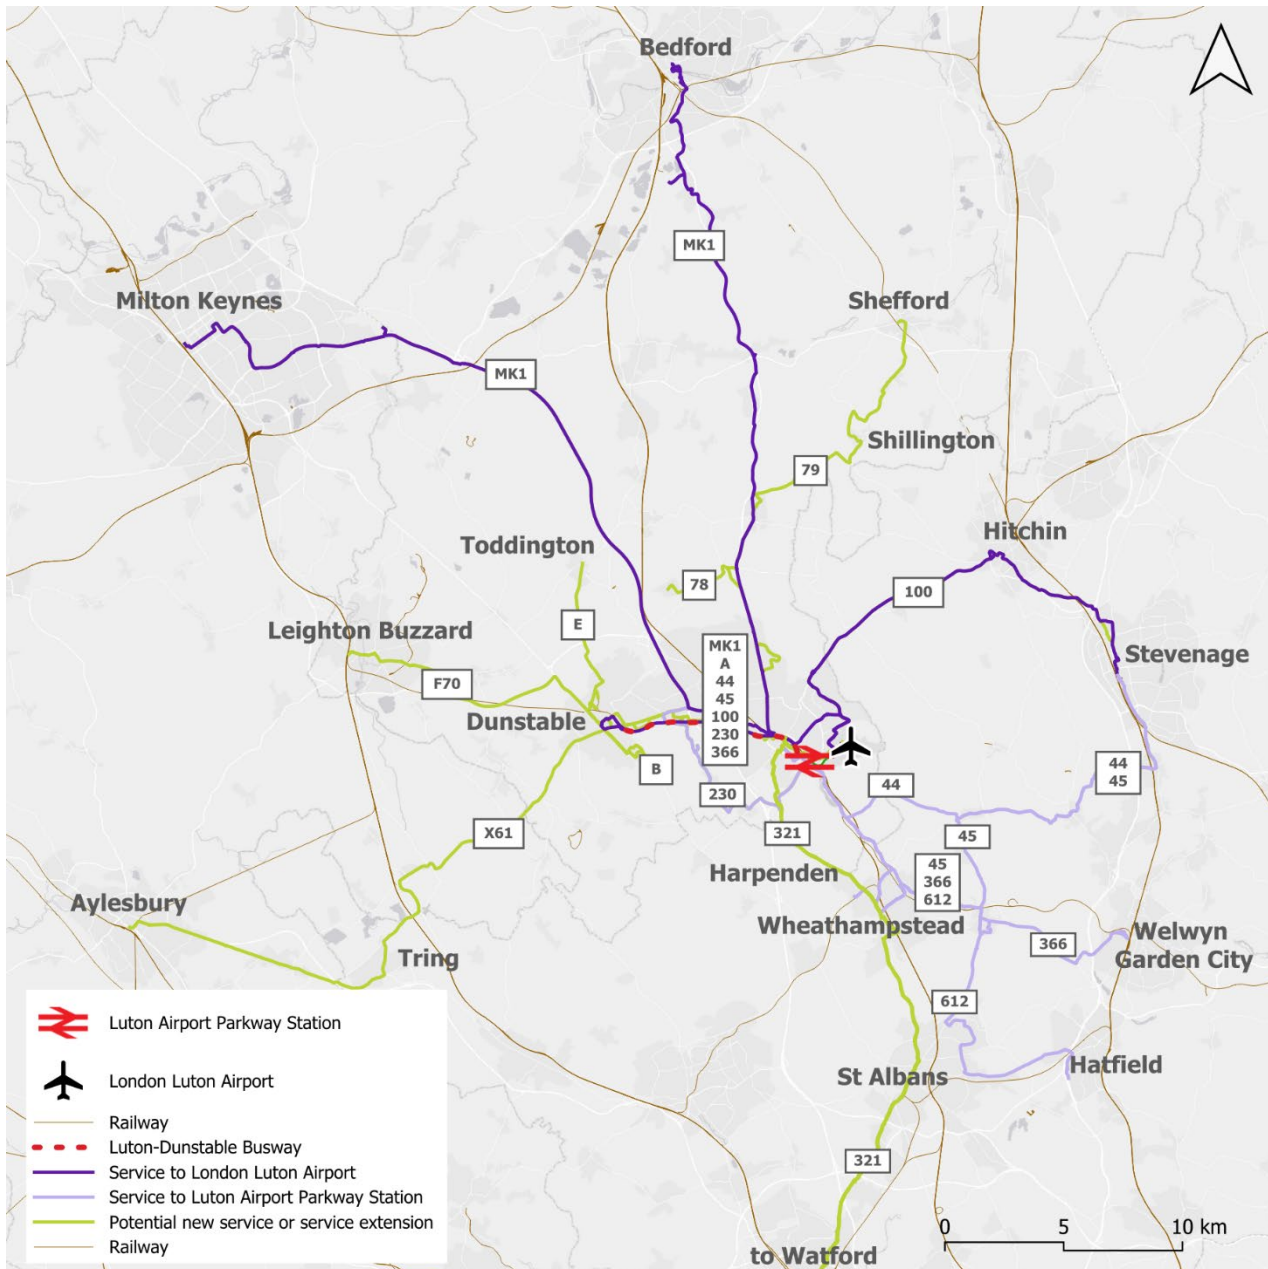 Bedford
MK1
Milton Keynes
Shefford
MK1
Shillington
79
Hitchin
Toddington
78
100
E
Leighton Buzzard
MK1
A
44
45
100
230
366
Stevenage
F70
Dunstable
B
230
44
44
45
X61
321
45
Harpenden
45
366
612
Aylesbury
Wheathampstead
Welwyn
Garden City
366
Tring
612
Luton Airport Parkway Station
London Luton Airport
Hatfield
St Albans
Railway
Luton-Dunstable Busway
321
Service to London Luton Airport
Service to Luton Airport Parkway Station
Potential new service or service extension
Railway
0 5 10 km
to Watford